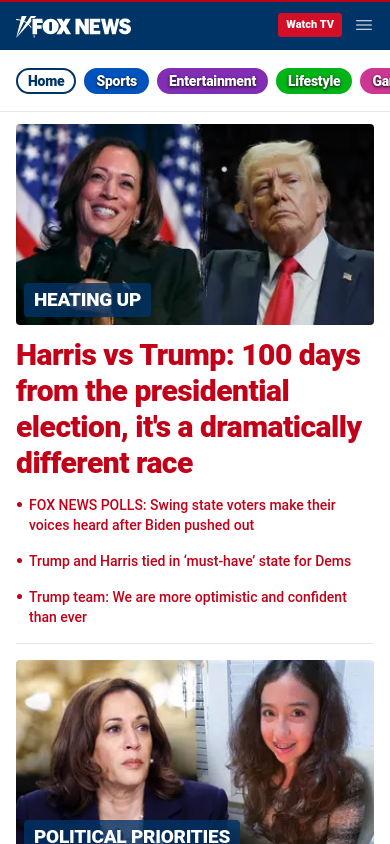 FOX NEWS
Watch TV
Home
Sports
Entertainment
Lifestyle
HEATING UP
Harris vs Trump: 100 days
from the presidential
election, it's a dramatically
different race
FOX NEWS POLLS: Swing state voters make their
voices heard after Biden pushed out
Trump and Harris tied in ‘must-have’ state for Dems
Trump team: We are more optimistic and confident
than ever
POLITICAL PRIORITIES